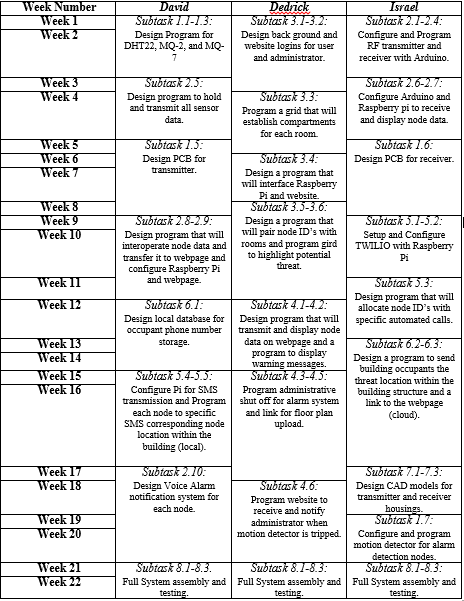 Week Number David Dedrick Israel
Week 1 Subtask 1.1-1.3: Subtask 3.1-3.2: Subtask 2.1-2.4:
Week 2 Design Program for Design back ground and Configure and Program
DHT22, MQ-2, and MQ- website logins for user RF transmitter and
7 and administrator. receiver with Arduino.
Week 3 Subtask 2.5: Subtask 2.6-2.7:
Week 4 Design program to hold Subtask 3.3: Configure Arduino and
and transmit all sensor Program a grid that will Raspberry pi to receive
data. establish compartments and display node data.
for each room.
Week 5 Subtask 1.5: Subtask 1.6:
Week 6 Design PCB for Subtask 3.4: Design PCB for receiver.
Week 7 transmitter. Design a program that
will interface Raspberry
Pi and website.
Week 8 Subtask 3.5-3.6:
Week 9 Subtask 2.8-2.9: Design a program that Subtask 5.1-5.2:
Week 10 Design program that will will pair node ID's with Setup and Configure
interoperate node data and rooms and program gird TWILIO with Raspberry
transfer it to webpage and to highlight potential Pi
configure Raspberry Pi threat.
and webpage.
Week 11 Subtask 5.3:
Design program that will
Week 12 Subtask 6.1: Subtask 4.1-4.2: allocate node ID's with
Design local database for Design program that will specific automated calls.
occupant phone number transmit and display node
storage. data on webpage and a
Week 13 program to display Subtask 6.2-6.3:
Week 14 warning messages. Design a program to send
building occupants
Week 15 Subtask 5.4-5.5: Subtask 4.3-4.5: the threat location within the
Week 16 Configure Pi for SMS Program administrative building structure and a
transmission and Program shut off for alarm system link to the webpage
each node to specific and link for floor plan (cloud).
SMS corresponding node upload.
location within the
building (local).
Week 17 Subtask 2.10: Subtask 7.1-7.3:
Week 18 Design Voice Alarm Subtask 4.6: Design CAD models for
notification system for Program website to transmitter and receiver
each node. receive and notify housings.
Week 19 administrator when Subtask 1.7:
Week 20 motion detector is tripped. Configure and program
motion detector for alarm
detection nodes.
Week 21 Subtask 8.1-8.3: Subtask 8.1-8.3: Subtask 8.1-8.3:
Week 22 Full System assembly and Full System assembly and Full System assembly and
testing. testing. testing.